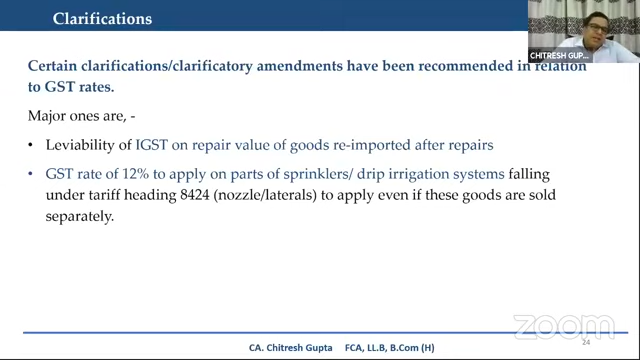 Clarifications
CHITRESH GUP...
Certain clarifications/clarificatory amendments have been recommended in relation
to GST rates.
Major ones are, -
• Leviability of IGST on repair value of goods re-imported after repairs
• GST rate of 12% to apply on parts of sprinklers/ drip irrigation systems falling
under tariff heading 8424 (nozzle/laterals) to apply even if these goods are sold
separately.
zoom
24
CA. Chitresh Gupta FCA, LL.B, B.Com (H)